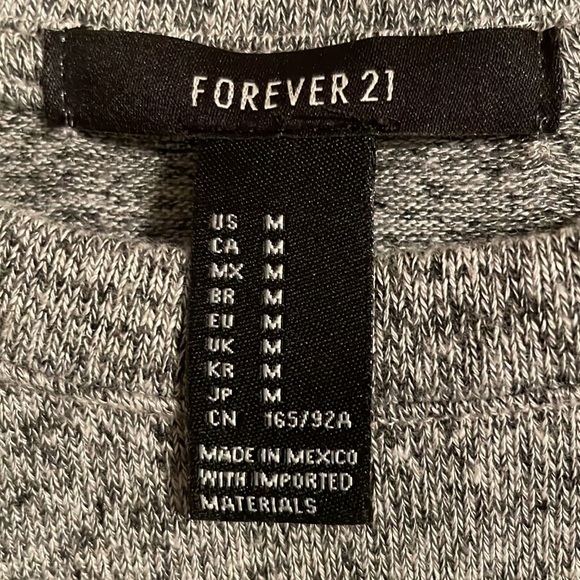 FOREVER 21
US M
CA M
MX M
BR M
EU M
UK M
KR M
JP M
CN 165/92A
MADE IN MEXICO
WITH IMPORTED
MATERIALS